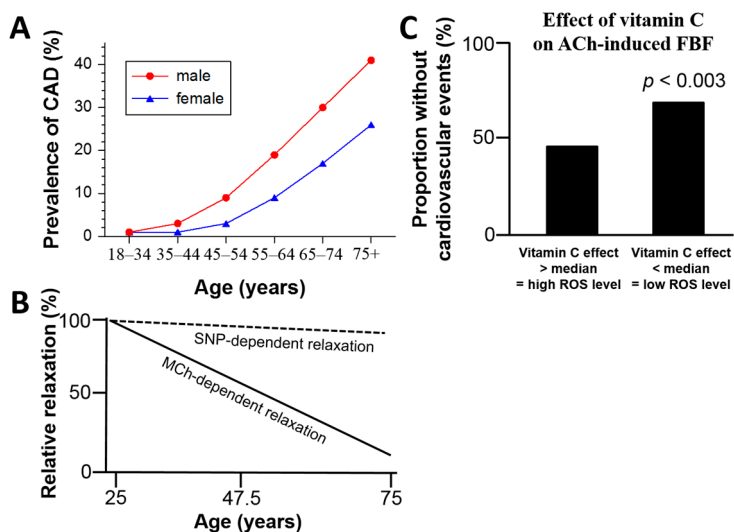 A
Prevalence of CAD (%)
40
30
20
10
0
male
female
18–34 35–44 45–54 55–64 65–74 75+
Age (years)
B
Relative relaxation (%)
100
50
0
SNP-dependent relaxation
MCh-dependent relaxation
25 47.5 75
Age (years)
C
Effect of vitamin C
on ACh-induced FBF
Proportion without
cardiovascular events (%)
100
50
0
p < 0.003
Vitamin C effect
> median
= high ROS level
Vitamin C effect
< median
= low ROS level